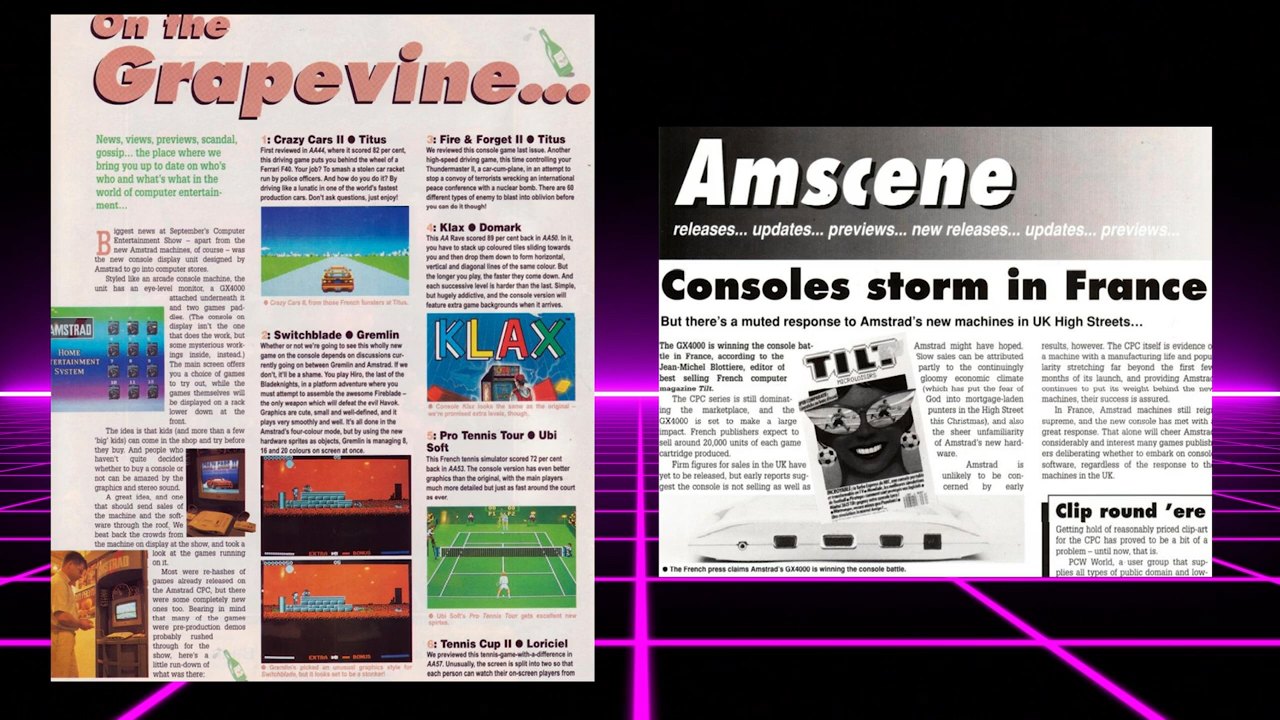 On the
Grapevine...
News, views, previews, scandal,
gossip... the place where we
bring you up to date on who's
who and what's what in the
world of computer entertain-
ment...
Biggest news at September's Computer
Entertainment Show – apart from the
new Amstrad machines, of course – was
the new console display unit designed by
Amstrad to go into computer stores.
Styled like an arcade console machine, the
unit has an eye-level monitor, a GX4000
attached underneath it
and two games pad-
dles. (The console on
display isn't the one
that does the work, but
some mysterious work-
ings inside, instead.)
The main screen offers
you a choice of games
to try out, while the
games themselves will
be displayed on a rack
lower down at the
front.
The idea is that kids (and more than a few
'big' kids) can come in the shop and try before
they buy. And people who
haven't quite decided
whether to buy a console or
not can be amazed by the
graphics and stereo sound.
A great idea, and one
that should send sales of
the machine and the soft-
ware through the roof. We
beat back the crowds from
the machine on display at the show, and took a
look at the games running
on it.
Most were re-hashes of
games already released on
the Amstrad CPC, but there
were some completely new
ones too. Bearing in mind
that many of the games
were pre-production demos
probably rushed
through for the
show, here's a
little run-down of
what was there:
AMSTRAD
HOME
ENTERTAINMENT
SYSTEM
1: Crazy Cars II ● Titus
First reviewed in AA44, where it scored 82 per cent,
this driving game puts you behind the wheel of a
Ferrari F40. Your job? To smash a stolen car racket
run by police officers. And how do you do it? By
driving like a lunatic in one of the world's fastest
production cars. Don't ask questions, just enjoy!
● Crazy Cars II, from those French funsters at Titus.
2: Switchblade ● Gremlin
Whether or not we're going to see this wholly new
game on the console depends on discussions cur-
rently going on between Gremlin and Amstrad. If we
don't, it'll be a shame. You play Hiro, the last of the
Bladeknights, in a platform adventure where you
must attempt to assemble the awesome Fireblade –
the only weapon which will defeat the evil Havok.
Graphics are cute, small and well-defined, and it
plays very smoothly and well. It's all done in the
Amstrad's four-colour mode, but by using the new
hardware sprites as objects, Gremlin is managing 8,
16 and 20 colours on screen at once.
EXTRA BONUS
EXTRA BONUS
● Gremlin's picked an unusual graphics style for
Switchblade, but it looks set to be a stonker!
3: Fire & Forget II ● Titus
We reviewed this console game last issue. Another
high-speed driving game, this time controlling your
Thundermaster II, a car-cum-plane, in an attempt to
stop a convoy of terrorists wrecking an international
peace conference with a nuclear bomb. There are 60
different types of enemy to blast into oblivion before
you can do it though!
4: Klax ● Domark
This AA Rave scored 89 per cent back in AA50. In it,
you have to stack up coloured tiles sliding towards
you and then drop them down to form horizontal,
vertical and diagonal lines of the same colour. But
the longer you play, the faster they come down. And
each successive level is harder than the last. Simple,
but hugely addictive, and the console version will
feature extra game backgrounds when it arrives.
KLAX
● Console Klax looks the same as the original –
we're promised extra levels, though.
5: Pro Tennis Tour ● Ubi
Soft
This French tennis simulator scored 72 per cent
back in AA53. The console version has even better
graphics than the original, with the main players
much more detailed but just as fast around the court
as ever.
● Ubi Soft's Pro Tennis Tour gets excellent new
sprites.
6: Tennis Cup II ● Loriciel
We previewed this tennis-game-with-a-difference in
AA57. Unusually, the screen is split into two so that
each person can watch their on-screen players from
Amscene
releases... updates... previews... new releases... updates... previews...
Consoles storm in France
But there's a muted response to Amstrad's new machines in UK High Streets...
The GX4000 is winning the console bat-
tle in France, according to the
Jean-Michel Blottiere, editor of
best selling French computer
magazine Tilt.
The CPC series is still dominat-
ing the marketplace, and the
GX4000 is set to make a large
impact. French publishers expect to
sell around 20,000 units of each game
cartridge produced.
Firm figures for sales in the UK have
yet to be released, but early reports sug-
gest the console is not selling as well as
TILT
MICROLOISIRS
Amstrad might have hoped.
Slow sales can be attributed
partly to the continuingly
gloomy economic climate
(which has put the fear of
God into mortgage-laden
punters in the High Street
this Christmas), and also
the sheer unfamiliarity
of Amstrad's new hard-
ware.
Amstrad is
unlikely to be con-
cerned by early
results, however. The CPC itself is evidence o
a machine with a manufacturing life and popu
larity stretching far beyond the first few
months of its launch, and providing Amstrad
continues to put its weight behind the new
machines, their success is assured.
In France, Amstrad machines still reign
supreme, and the new console has met with a
great response. That alone will cheer Amstrad
considerably and interest many games publish
ers deliberating whether to embark on console
software, regardless of the response to the
machines in the UK.
● The French press claims Amstrad's GX4000 is winning the console battle.
Clip round 'ere
Getting hold of reasonably priced clip-art
for the CPC has proved to be a bit of a
problem – until now, that is.
PCW World, a user group that sup-
plies all types of public domain and low-